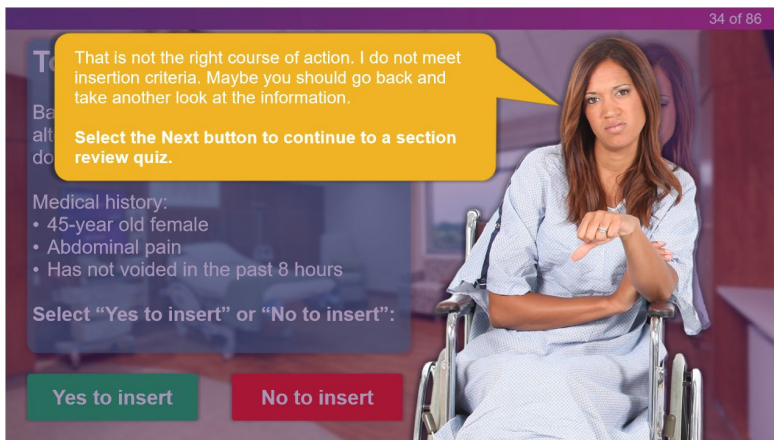 34 of 86
That is not the right course of action. I do not meet
insertion criteria. Maybe you should go back and
take another look at the information.
Select the Next button to continue to a section
review quiz.
Medical history:
• 45-year old female
• Abdominal pain
• Has not voided in the past 8 hours
Select “Yes to insert” or “No to insert”:
Yes to insert
No to insert